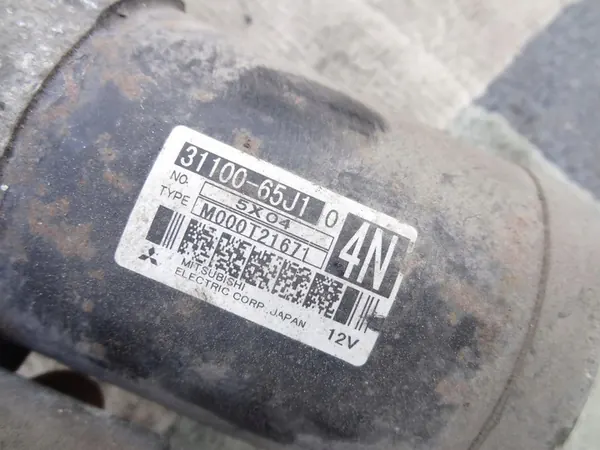 31100-65J1 0
NO. 5X04
TYPE M000T21671
4N
MITSUBISHI
ELECTRIC CORP. JAPAN
12V